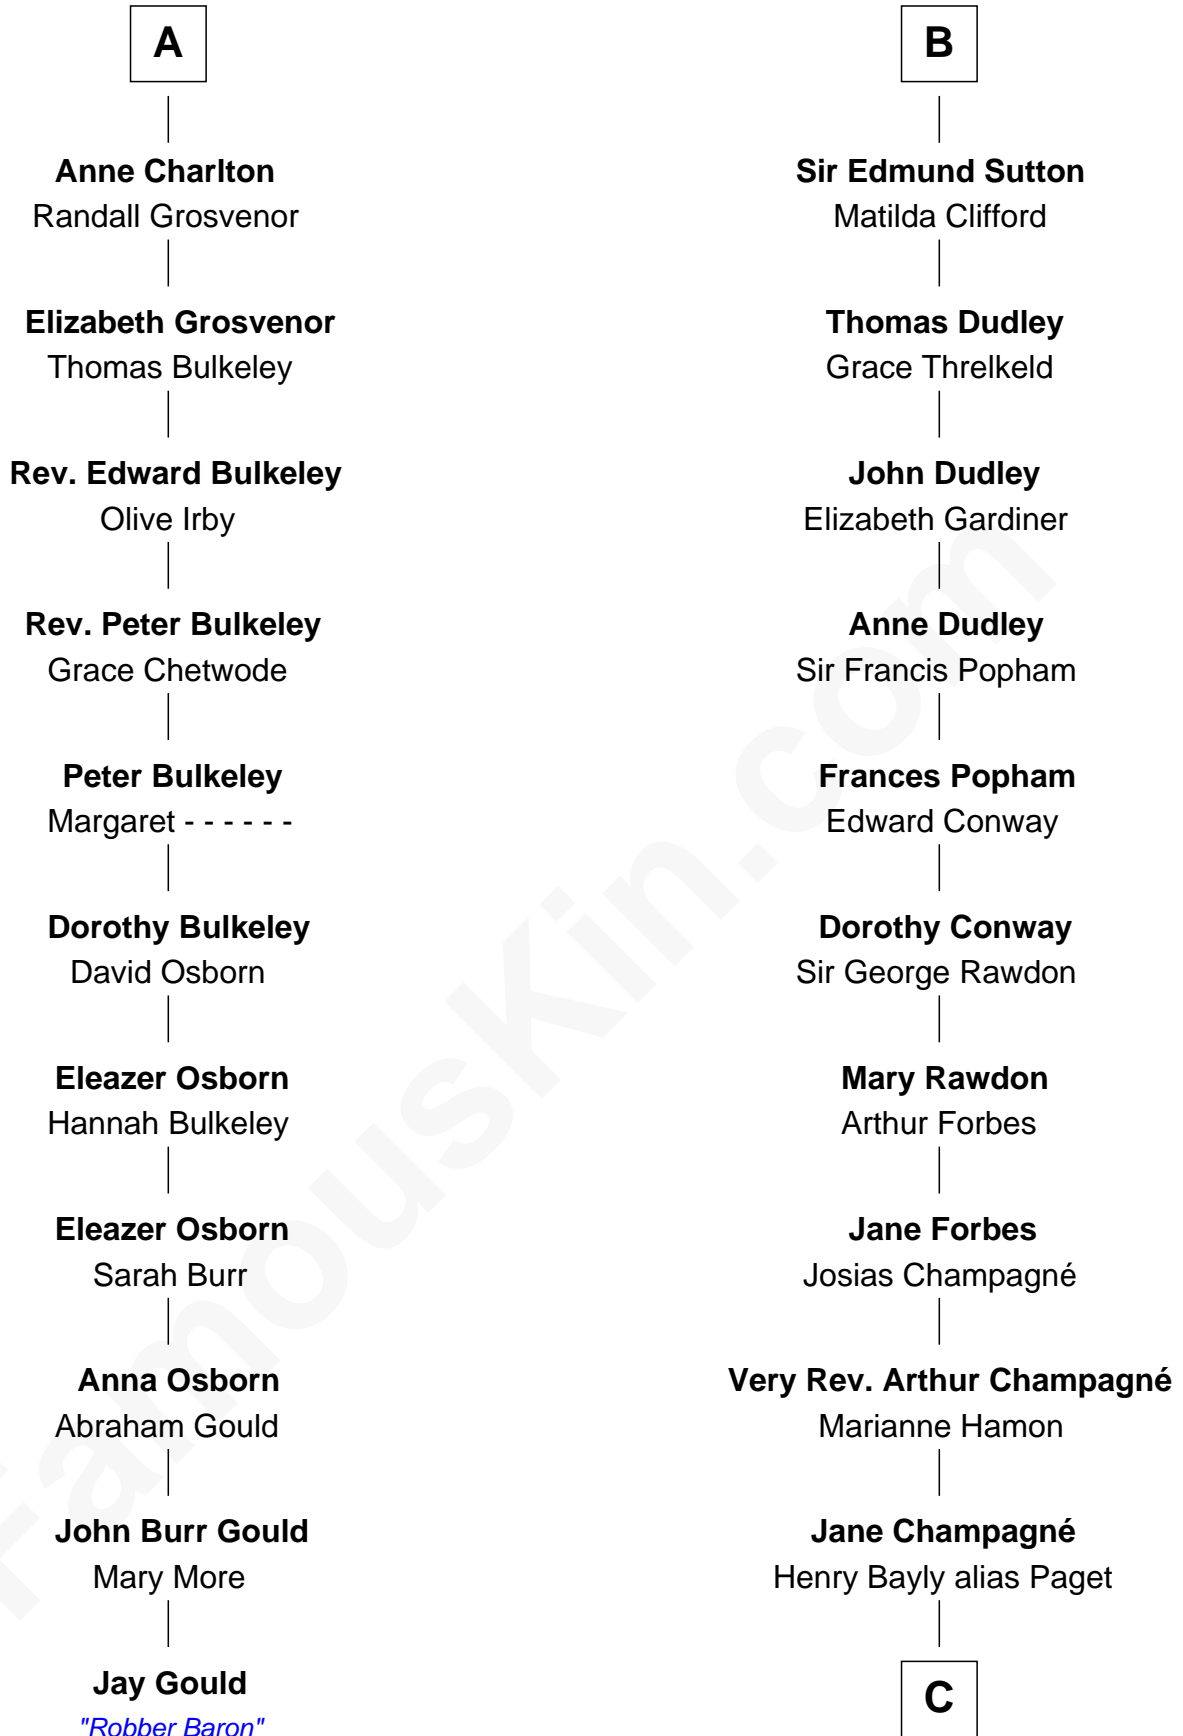 A
Anne Charlton
Randall Grosvenor
Elizabeth Grosvenor
Thomas Bulkeley
Rev. Edward Bulkeley
Olive Irby
Rev. Peter Bulkeley
Grace Chetwode
Peter Bulkeley
Margaret - - - - - -
Dorothy Bulkeley
David Osborn
Eleazer Osborn
Hannah Bulkeley
Eleazer Osborn
Sarah Burr
Anna Osborn
Abraham Gould
John Burr Gould
Mary More
Jay Gould
"Robber Baron"
B
Sir Edmund Sutton
Matilda Clifford
Thomas Dudley
Grace Threlkeld
John Dudley
Elizabeth Gardiner
Anne Dudley
Sir Francis Popham
Frances Popham
Edward Conway
Dorothy Conway
Sir George Rawdon
Mary Rawdon
Arthur Forbes
Jane Forbes
Josias Champagné
Very Rev. Arthur Champagné
Marianne Hamon
Jane Champagné
Henry Bayly alias Paget
C
FamousKin.com